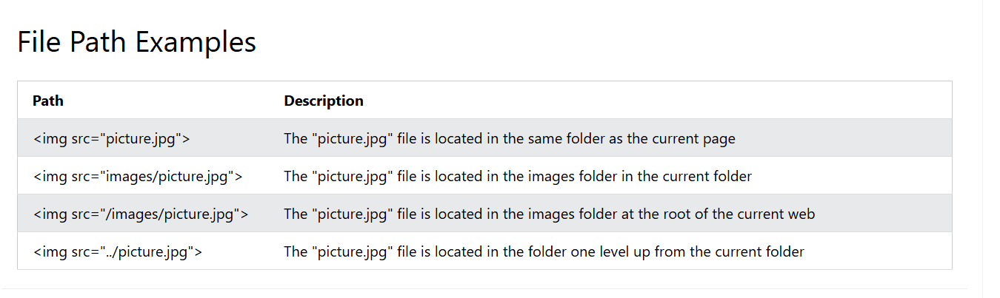 File Path Examples
Path Description
<img src="picture.jpg"> The "picture.jpg" file is located in the same folder as the current page
<img src="images/picture.jpg"> The "picture.jpg" file is located in the images folder in the current folder
<img src="/images/picture.jpg"> The "picture.jpg" file is located in the images folder at the root of the current web
<img src="../picture.jpg"> The "picture.jpg" file is located in the folder one level up from the current folder